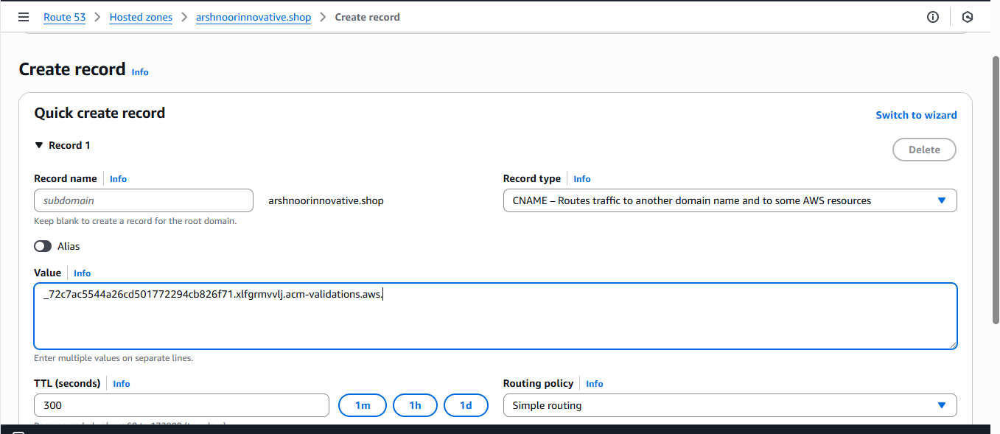 Route 53 > Hosted zones > arshnoorinnovative.shop > Create record
Create record Info
Quick create record
Switch to wizard
Record 1
Delete
Record name Info
Record type Info
subdomain
arshnoorinnovative.shop
CNAME – Routes traffic to another domain name and to some AWS resources
Keep blank to create a record for the root domain.
Alias
Value Info
_72c7ac5544a26cd501772294cb826f71.xlfgrmvvlj.acm-validations.aws.
Enter multiple values on separate lines.
TTL (seconds) Info
Routing policy Info
300
1m
1h
1d
Simple routing